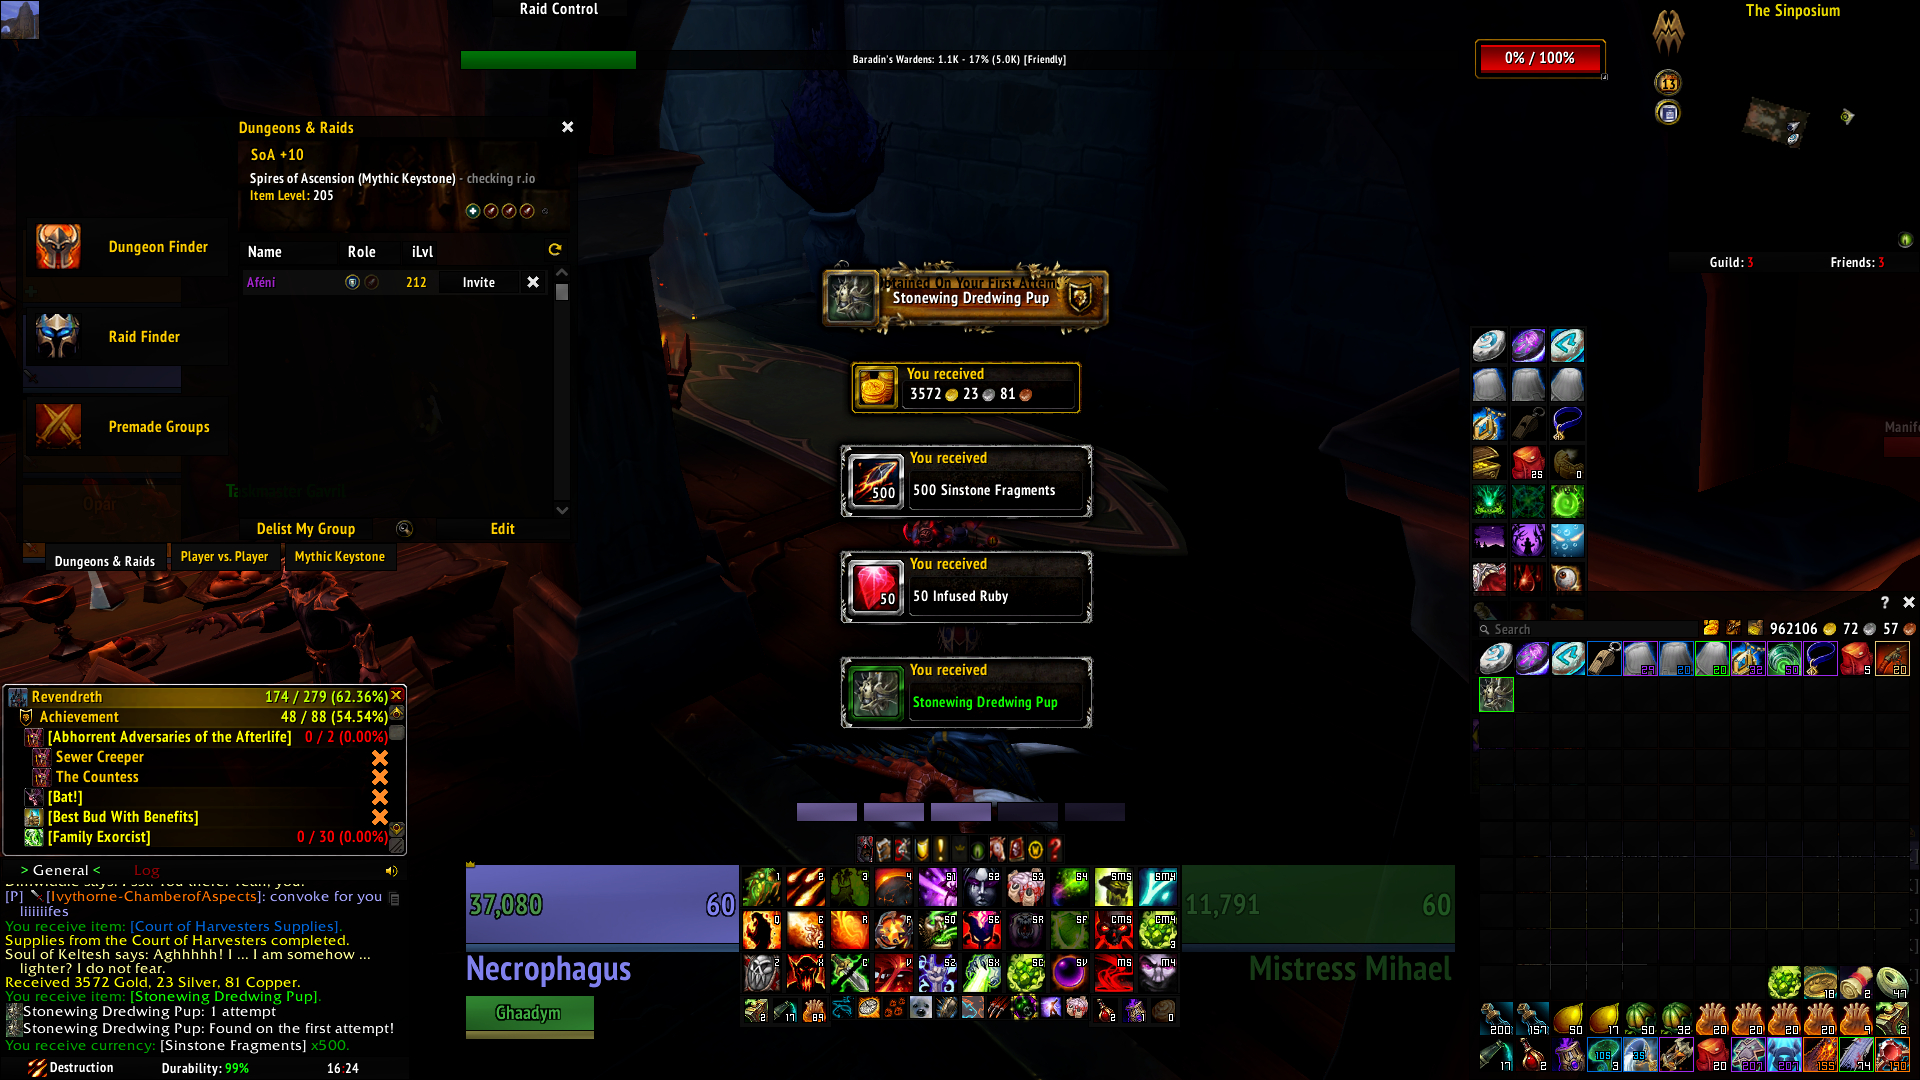 Raid Control
The Sinposium
Baradin's Wardens: 1.1K - 17% (5.0K) [Friendly]
0% / 100%
13
Dungeons & Raids
SoA +10
Spires of Ascension (Mythic Keystone) - checking r.io
Item Level: 205
Name Role iLvl
Aféní 212 Invite
Dungeon Finder
Raid Finder
Premade Groups
Delist My Group Edit
Dungeons & Raids Player vs. Player Mythic Keystone
Guild: 3 Friends: 3
Stonewing Dredwing Pup
You received
3572 23 81
You received
500
500 Sinstone Fragments
You received
50
50 Infused Ruby
You received
Stonewing Dredwing Pup
25 0
? 
Search
962106 72 57
Revendreth 174 / 279 (62.36%)
Achievement 48 / 88 (54.54%)
[Abhorrent Adversaries of the Afterlife] 0 / 2 (0.00%)
Sewer Creeper
The Countess
[Bat!]
[Best Bud With Benefits]
[Family Exorcist] 0 / 30 (0.00%)
> General < Log
[P] [Ivythorne-ChamberofAspects]: convoke for you
liiiiiifes
You receive item: [Court of Harvesters Supplies].
Supplies from the Court of Harvesters completed.
Soul of Keltesh says: Aghhhhh! I ... I am somehow ...
lighter? I do not fear.
Received 3572 Gold, 23 Silver, 81 Copper.
You receive item: [Stonewing Dredwing Pup].
Stonewing Dredwing Pup: 1 attempt
Stonewing Dredwing Pup: Found on the first attempt!
You receive currency: [Sinstone Fragments] x500.
Destruction Durability: 99% 16:24
37,080 60
Necrophagus
Ghaadym
11,791 60
Mistress Mihael